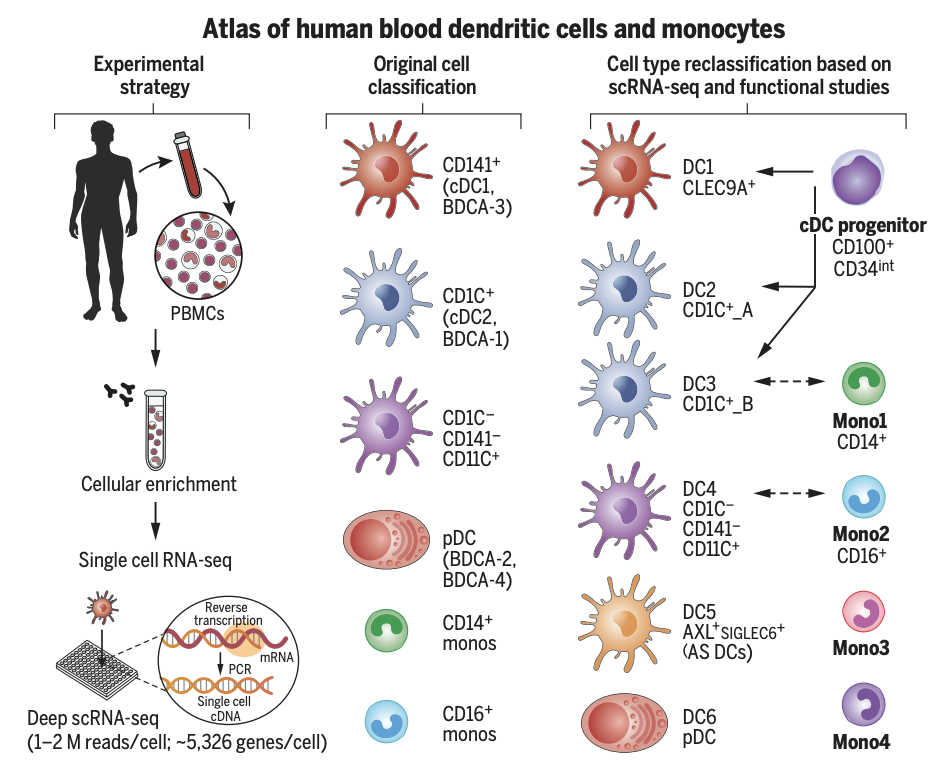 Atlas of human blood dendritic cells and monocytes
Experimental
strategy
PBMCs
Cellular enrichment
Single cell RNA-seq
Reverse
transcription
mRNA
PCR
Single cell
cDNA
Deep scRNA-seq
(1–2 M reads/cell; ~5,326 genes/cell)
Original cell
classification
CD141⁺
(cDC1,
BDCA-3)
CD1C⁺
(cDC2,
BDCA-1)
CD1C⁻
CD141⁻
CD11C⁺
pDC
(BDCA-2,
BDCA-4)
CD14⁺
monos
CD16⁺
monos
Cell type reclassification based on
scRNA-seq and functional studies
DC1
CLEC9A⁺
cDC progenitor
CD100⁺
CD34ⁱⁿᵗ
DC2
CD1C⁺_A
DC3
CD1C⁺_B
Mono1
CD14⁺
DC4
CD1C⁻
CD141⁻
CD11C⁺
Mono2
CD16⁺
DC5
AXL⁺SIGLEC6⁺
(AS DCs)
Mono3
DC6
pDC
Mono4